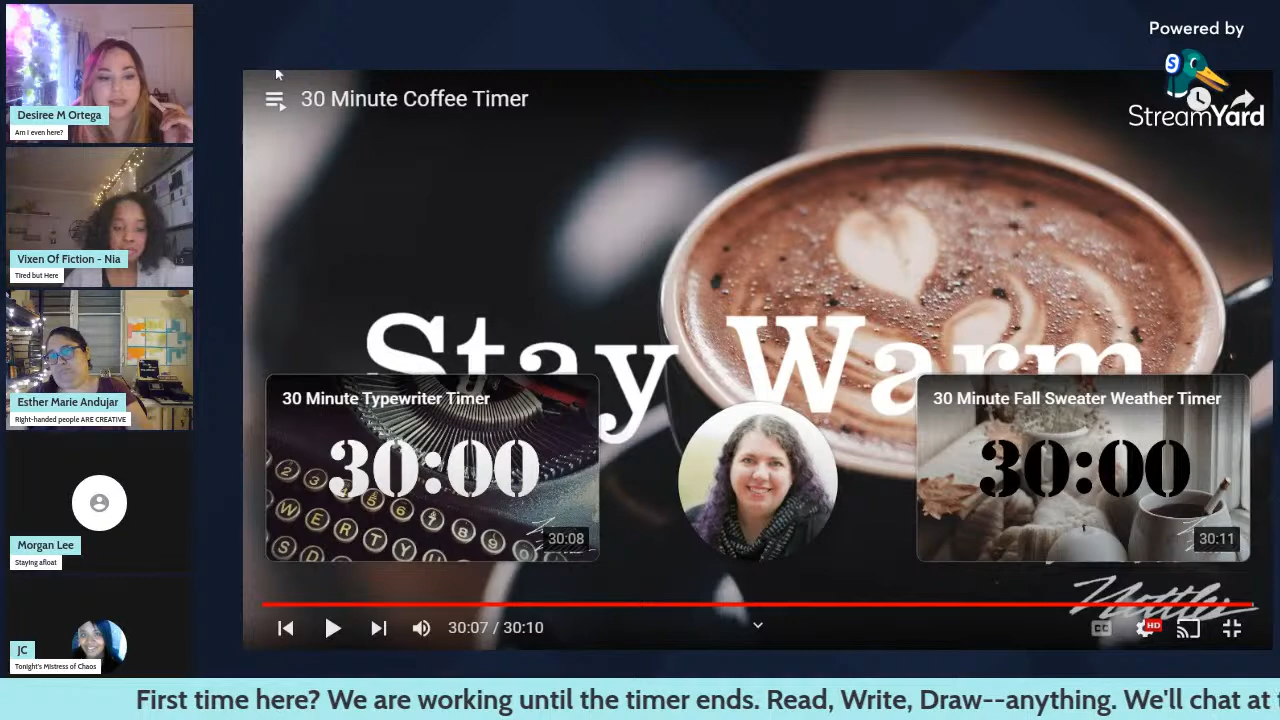 Desiree M Ortega
Am I even here?
Vixen Of Fiction - Nia
Tired but Here
Esther Marie Andujar
Right-handed people ARE CREATIVE
Morgan Lee
Staying afloat
JC
Tonight's Mistress of Chaos
Powered by
StreamYard
30 Minute Coffee Timer
Stay Warm
30 Minute Typewriter Timer
30:00
30:08
30 Minute Fall Sweater Weather Timer
30:00
30:11
30:07 / 30:10
CC
HD
First time here? We are working until the timer ends. Read, Write, Draw--anything. We'll chat at